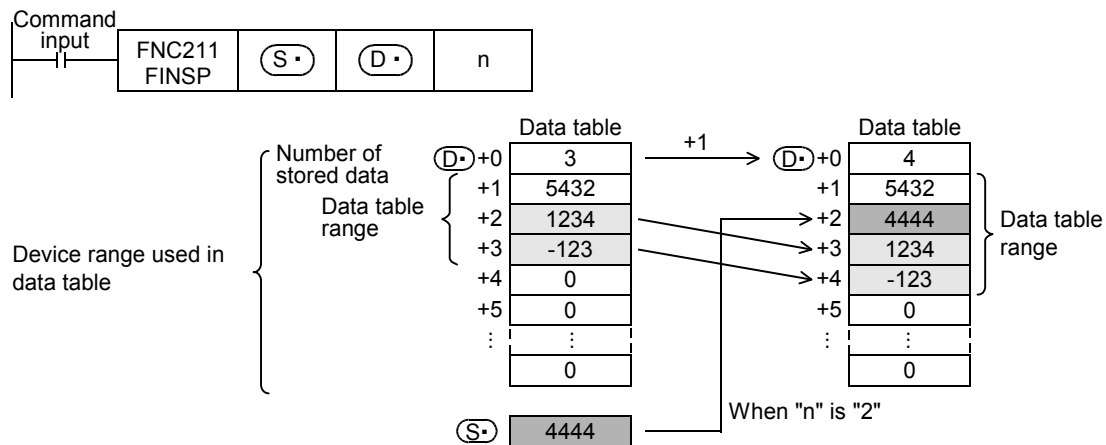 Command
input
FNC211
FINSP
S·
D·
n
Data table
Data table
Number of
stored data
D· +0
3
+1
D· +0
4
Data table
range
+1
5432
+1
5432
+2
1234
+2
4444
Data table
range
+3
-123
+3
1234
Device range used in
data table
+4
0
+4
-123
+5
0
+5
0
⋮
⋮
⋮
⋮
0
0
When "n" is "2"
S·
4444